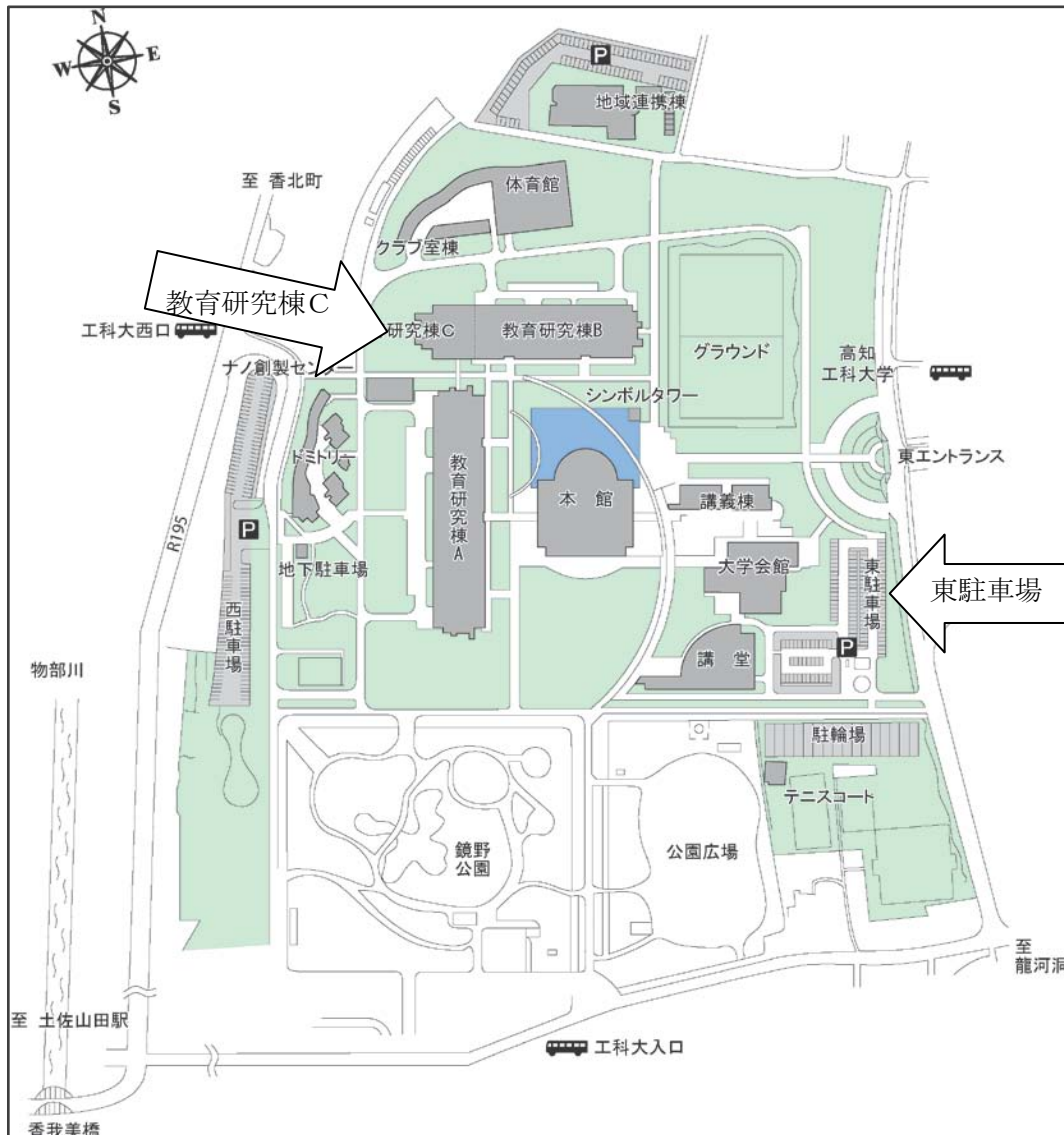 N
W
E
S
P
地域連携棟
体育館
至 香北町
クラブ室棟
教育研究棟C
研究棟C
教育研究棟B
工科大西口
ナノ創製センター
グラウンド
高知
工科大学
シンボルタワー
ドミトリー
教育研究棟A
本館
講義棟
東エントランス
R195
P
地下駐車場
大学会館
東駐車場
東駐車場
西駐車場
P
講堂
物部川
駐輪場
テニスコート
鏡野
公園
公園広場
至
龍河洞
至 土佐山田駅
工科大入口
香我美橋